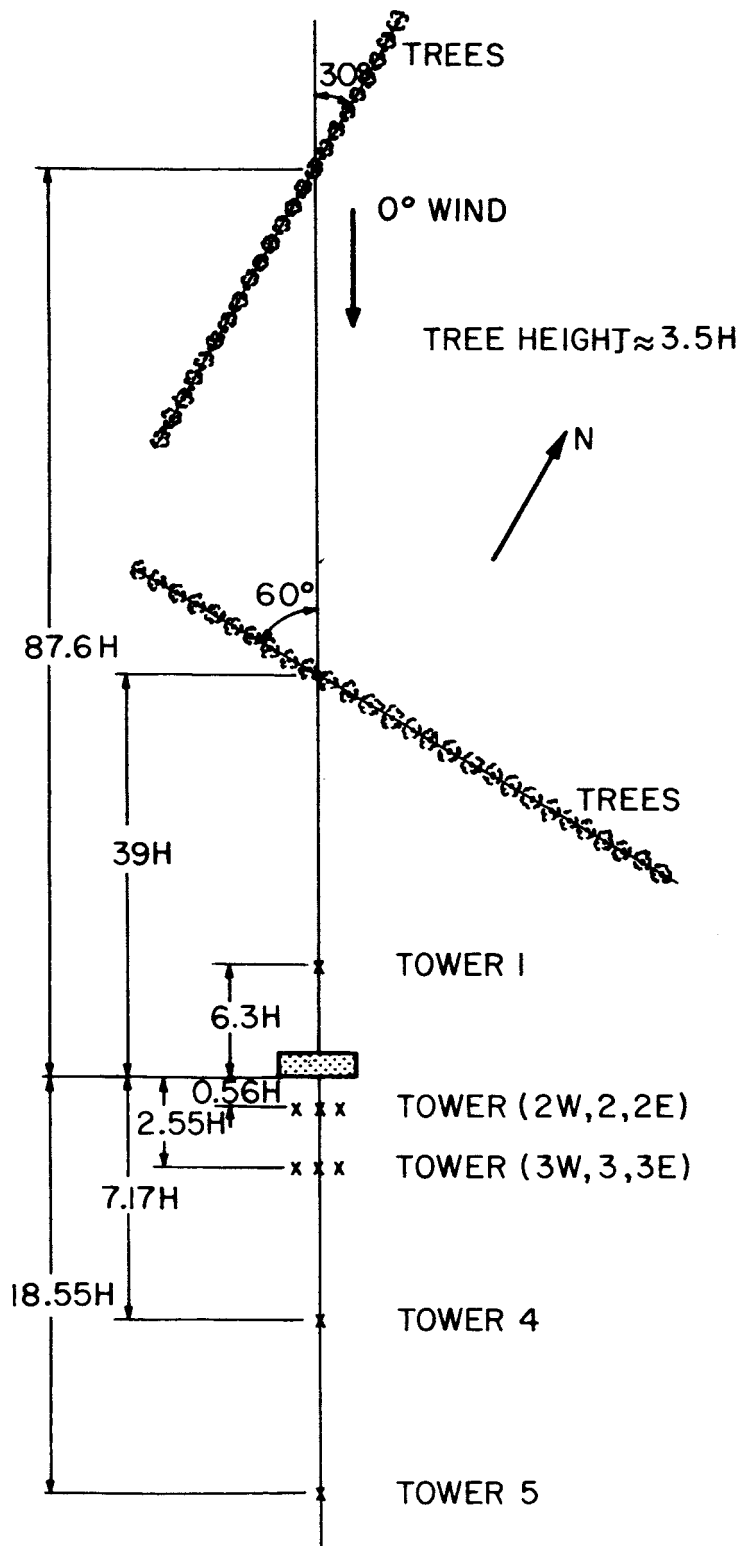 TREES
30°
0° WIND
TREE HEIGHT ≈ 3.5H
N
60°
87.6H
TREES
39H
TOWER 1
6.3H
0.56H
TOWER (2W, 2, 2E)
2.55H
TOWER (3W, 3, 3E)
7.17H
18.55H
TOWER 4
TOWER 5